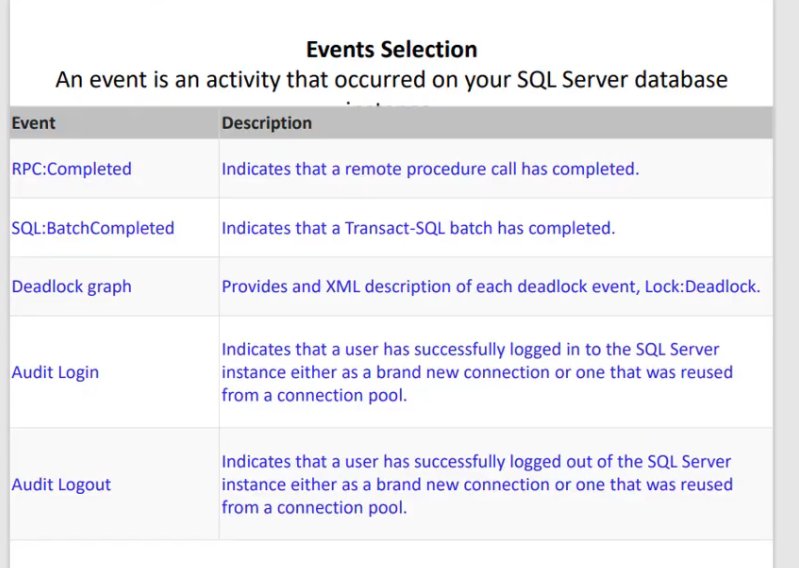 Events Selection
An event is an activity that occurred on your SQL Server database
Event Description
RPC:Completed Indicates that a remote procedure call has completed.
SQL:BatchCompleted Indicates that a Transact-SQL batch has completed.
Deadlock graph Provides and XML description of each deadlock event, Lock:Deadlock.
Audit Login Indicates that a user has successfully logged in to the SQL Server
instance either as a brand new connection or one that was reused
from a connection pool.
Audit Logout Indicates that a user has successfully logged out of the SQL Server
instance either as a brand new connection or one that was reused
from a connection pool.